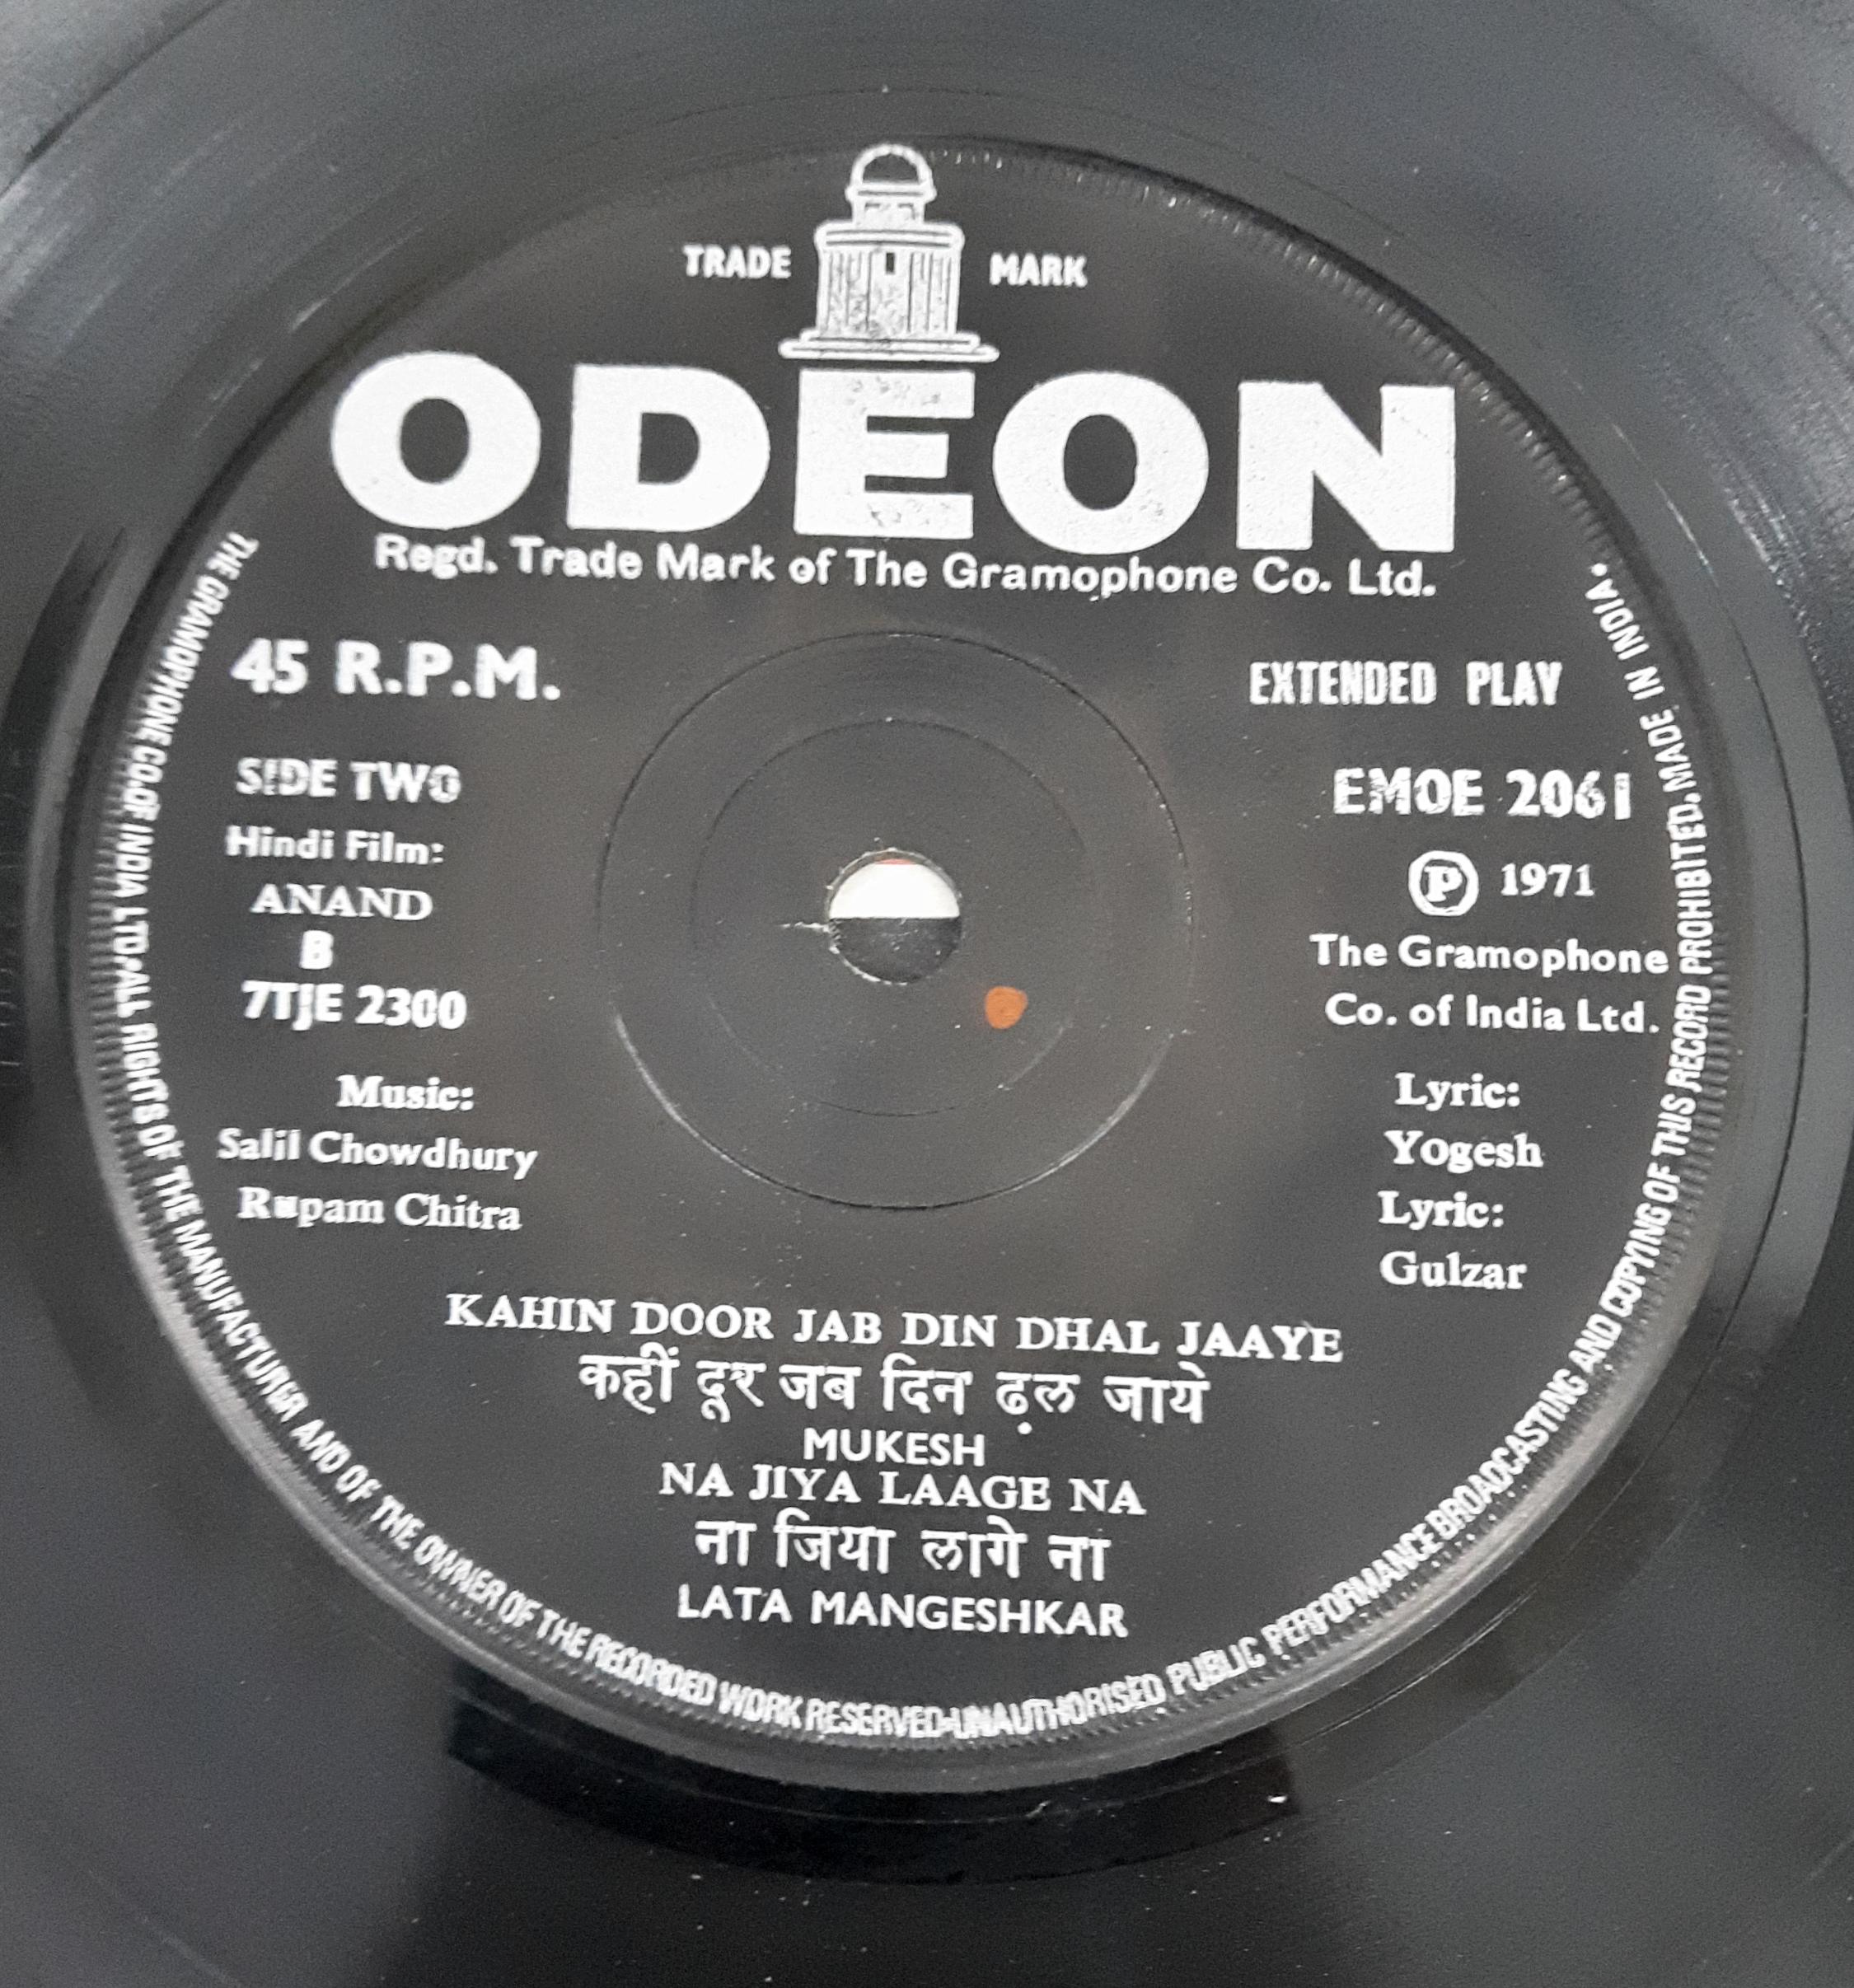 TRADE MARK
ODEON
Regd. Trade Mark of The Gramophone Co. Ltd.
45 R.P.M.
EXTENDED PLAY
SIDE TWO
Hindi Film:
ANAND
B
7TJE 2300
Music:
Salil Chowdhury
Rupam Chitra
EMOE 2061
Ⓟ 1971
The Gramophone
Co. of India Ltd.
Lyric:
Yogesh
Lyric:
Gulzar
KAHIN DOOR JAB DIN DHAL JAAYE
कहीं दूर जब दिन ढ़ल जाये
MUKESH
NA JIYA LAAGE NA
ना जिया लागे ना
LATA MANGESHKAR
THE GRAMOPHONE CO. OF INDIA LTD • ALL RIGHTS OF THE MANUFACTURER AND OF THE OWNER OF THE RECORDED WORK RESERVED • UNAUTHORISED PUBLIC PERFORMANCE BROADCASTING AND COPYING OF THIS RECORD PROHIBITED. MADE IN INDIA •